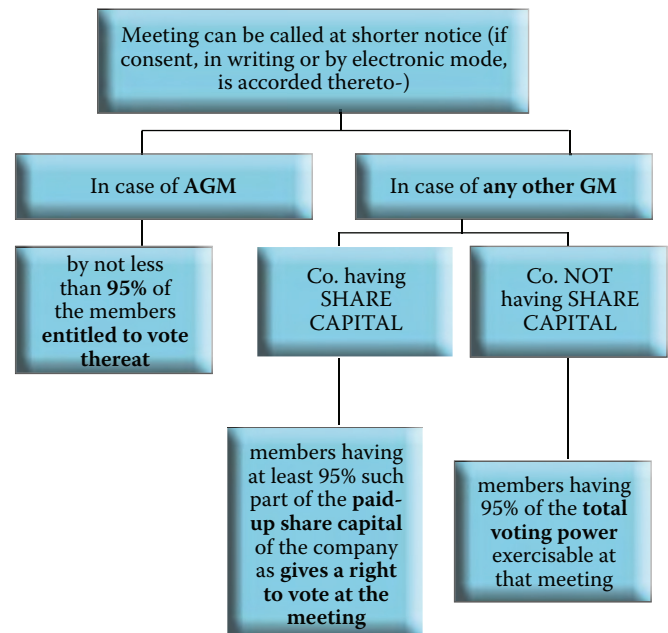 Meeting can be called at shorter notice (if
consent, in writing or by electronic mode,
is accorded thereto-)
In case of AGM
In case of any other GM
by not less
than 95% of
the members
entitled to vote
thereat
Co. having
SHARE
CAPITAL
Co. NOT
having SHARE
CAPITAL
members having
at least 95% such
part of the paid-
up share capital
of the company
as gives a right
to vote at the
meeting
members having
95% of the total
voting power
exercisable at
that meeting